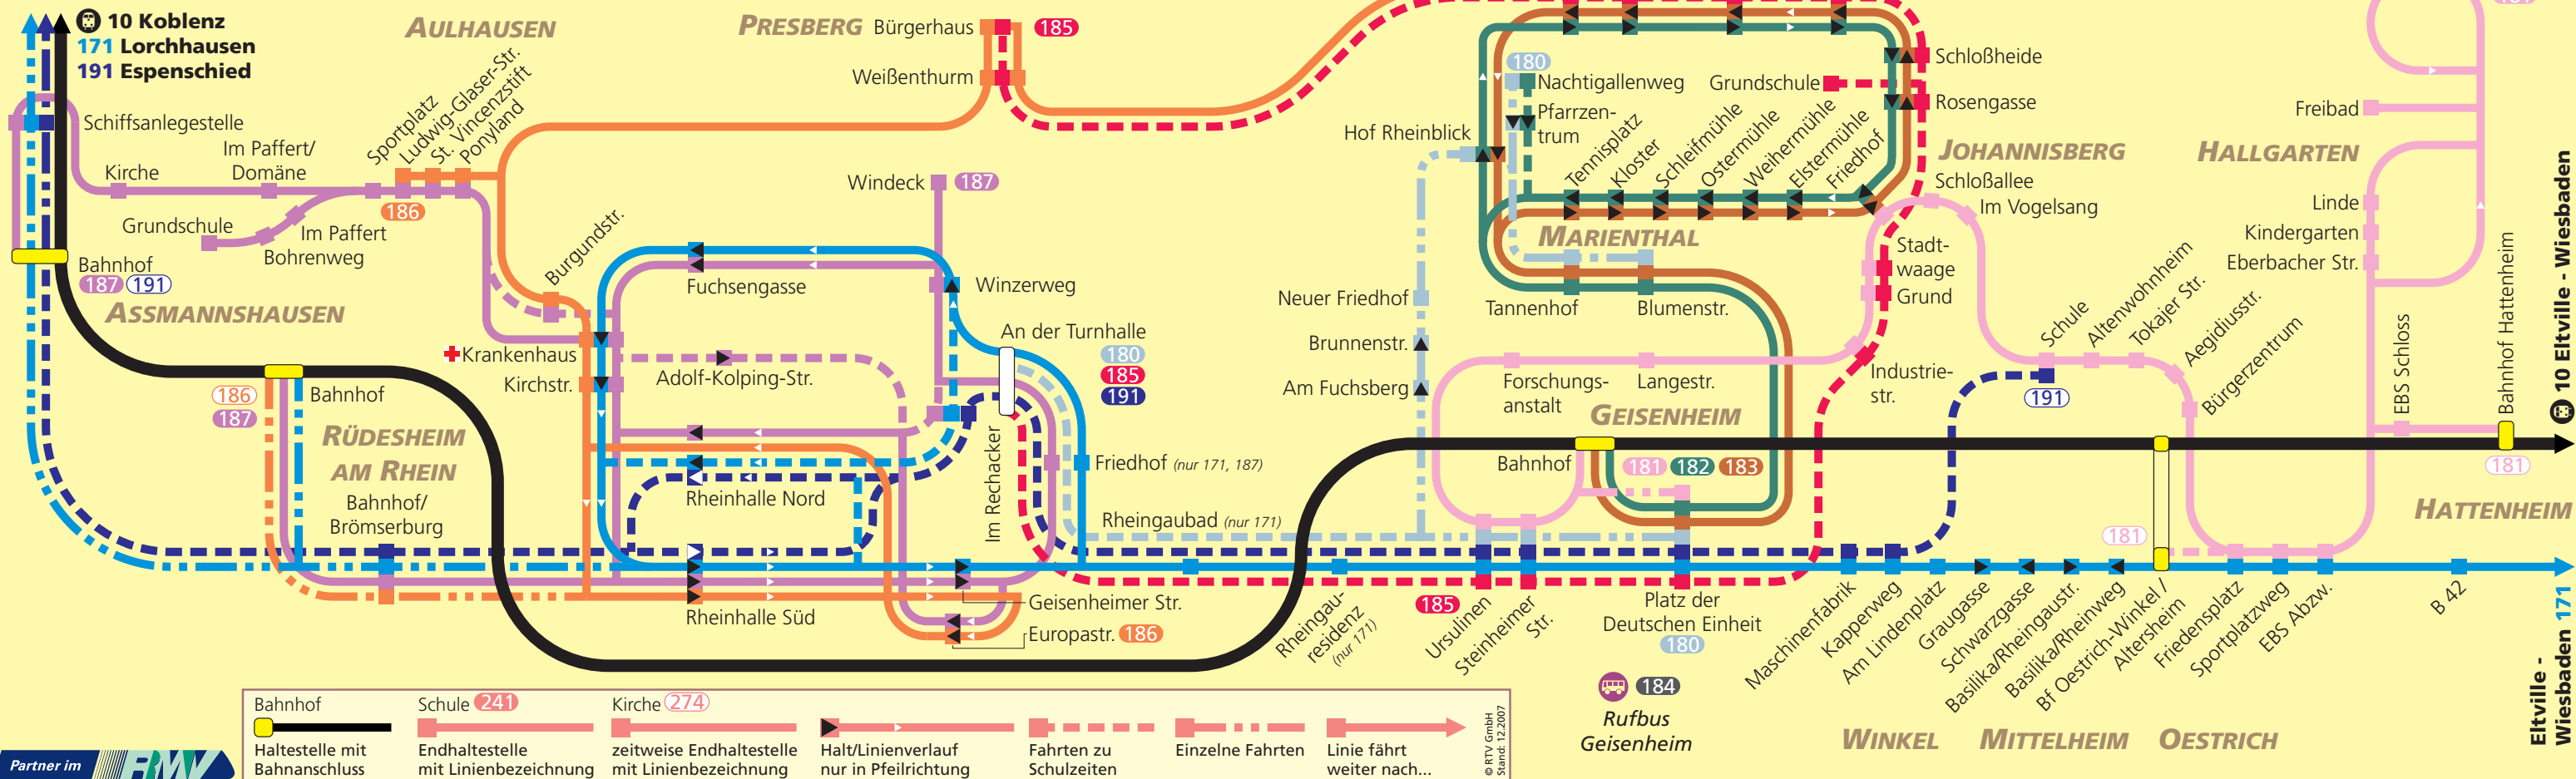 10 Koblenz
171 Lorchhausen
191 Espenschied
AULHAUSEN
Sportplatz
Ludwig-Glaser-Str.
St. Vincenzstift
Ponyland
186
Schiffsanlegestelle
Kirche
Im Paffert/
Domäne
Grundschule
Im Paffert
Bohrenweg
Bahnhof
187 191
ASSMANNSHAUSEN
PRESBERG
Bürgerhaus
185
Weißenthurm
Windeck
187
Burgundstr.
Fuchsengasse
Winzerweg
An der Turnhalle
180
185
191
Krankenhaus
Kirchstr.
Adolf-Kolping-Str.
186
187
Bahnhof
RÜDESHEIM
AM RHEIN
Bahnhof/
Brömserburg
Rheinhalle Nord
Rheinhalle Süd
Im Rechacker
Friedhof (nur 171, 187)
Rheingaubad (nur 171)
Geisenheimer Str.
Europastr. 186
180
Nachtigallenweg
Pfarrzen-
trum
Hof Rheinblick
Grundschule
Schloßheide
Rosengasse
Tennisplatz
Kloster
Schleifmühle
Ostermühle
Weihermühle
Elstermühle
Friedhof
MARIENTHAL
Tannenhof
Blumenstr.
Neuer Friedhof
Brunnenstr.
Am Fuchsberg
JOHANNISBERG
Schloßallee
Im Vogelsang
Stadt-
waage
Grund
Industrie-
str.
Forschungs-
anstalt
Langestr.
GEISENHEIM
Bahnhof
181 182 183
Schule
191
Altenwohnheim
Tokajer Str.
Aegidiusstr.
Bürgerzentrum
Freibad
HALLGARTEN
Linde
Kindergarten
Eberbacher Str.
EBS Schloss
Bahnhof Hattenheim
181
HATTENHEIM
10 Eltville - Wiesbaden
181
Rheingau-
residenz
(nur 171)
185
Ursulinen
Steinheimer
Str.
Platz der
Deutschen Einheit
180
Maschinenfabrik
Kapperweg
Am Lindenplatz
Graugasse
Schwarzgasse
Basilika/Rheingaustr.
Basilika/Rheinweg
Bf Oestrich-Winkel /
Altersheim
Friedensplatz
Sportplatzweg
EBS Abzw.
B 42
Eltville -
Wiesbaden 171
184
Rufbus
Geisenheim
WINKEL
MITTELHEIM
OESTRICH
Bahnhof
Haltestelle mit
Bahnanschluss
Schule 241
Endhaltestelle
mit Linienbezeichnung
Kirche 274
zeitweise Endhaltestelle
mit Linienbezeichnung
Halt/Linienverlauf
nur in Pfeilrichtung
Fahrten zu
Schulzeiten
Einzelne Fahrten
Linie fährt
weiter nach...
© RTV GmbH
Stand: 12.2007
Partner im
RMV